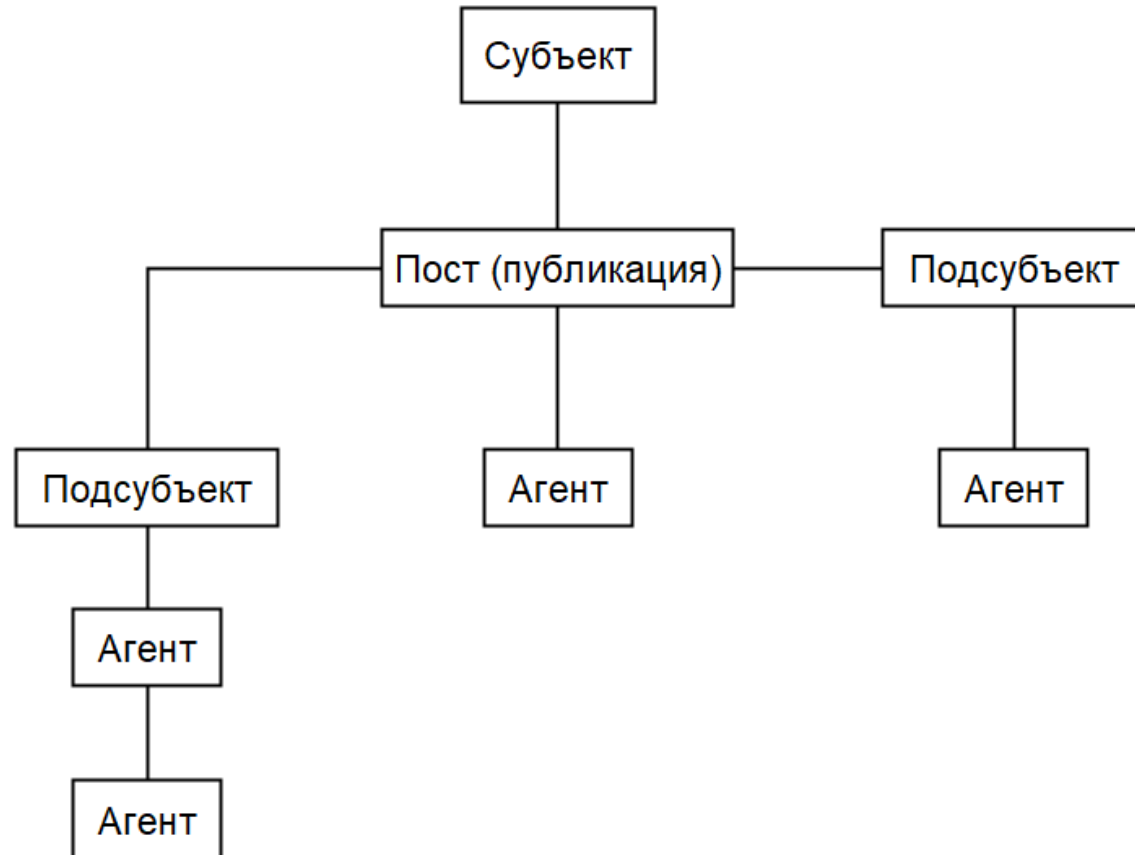 Субъект
Пост (публикация)
Подсубъект
Подсубъект
Агент
Агент
Агент
Агент